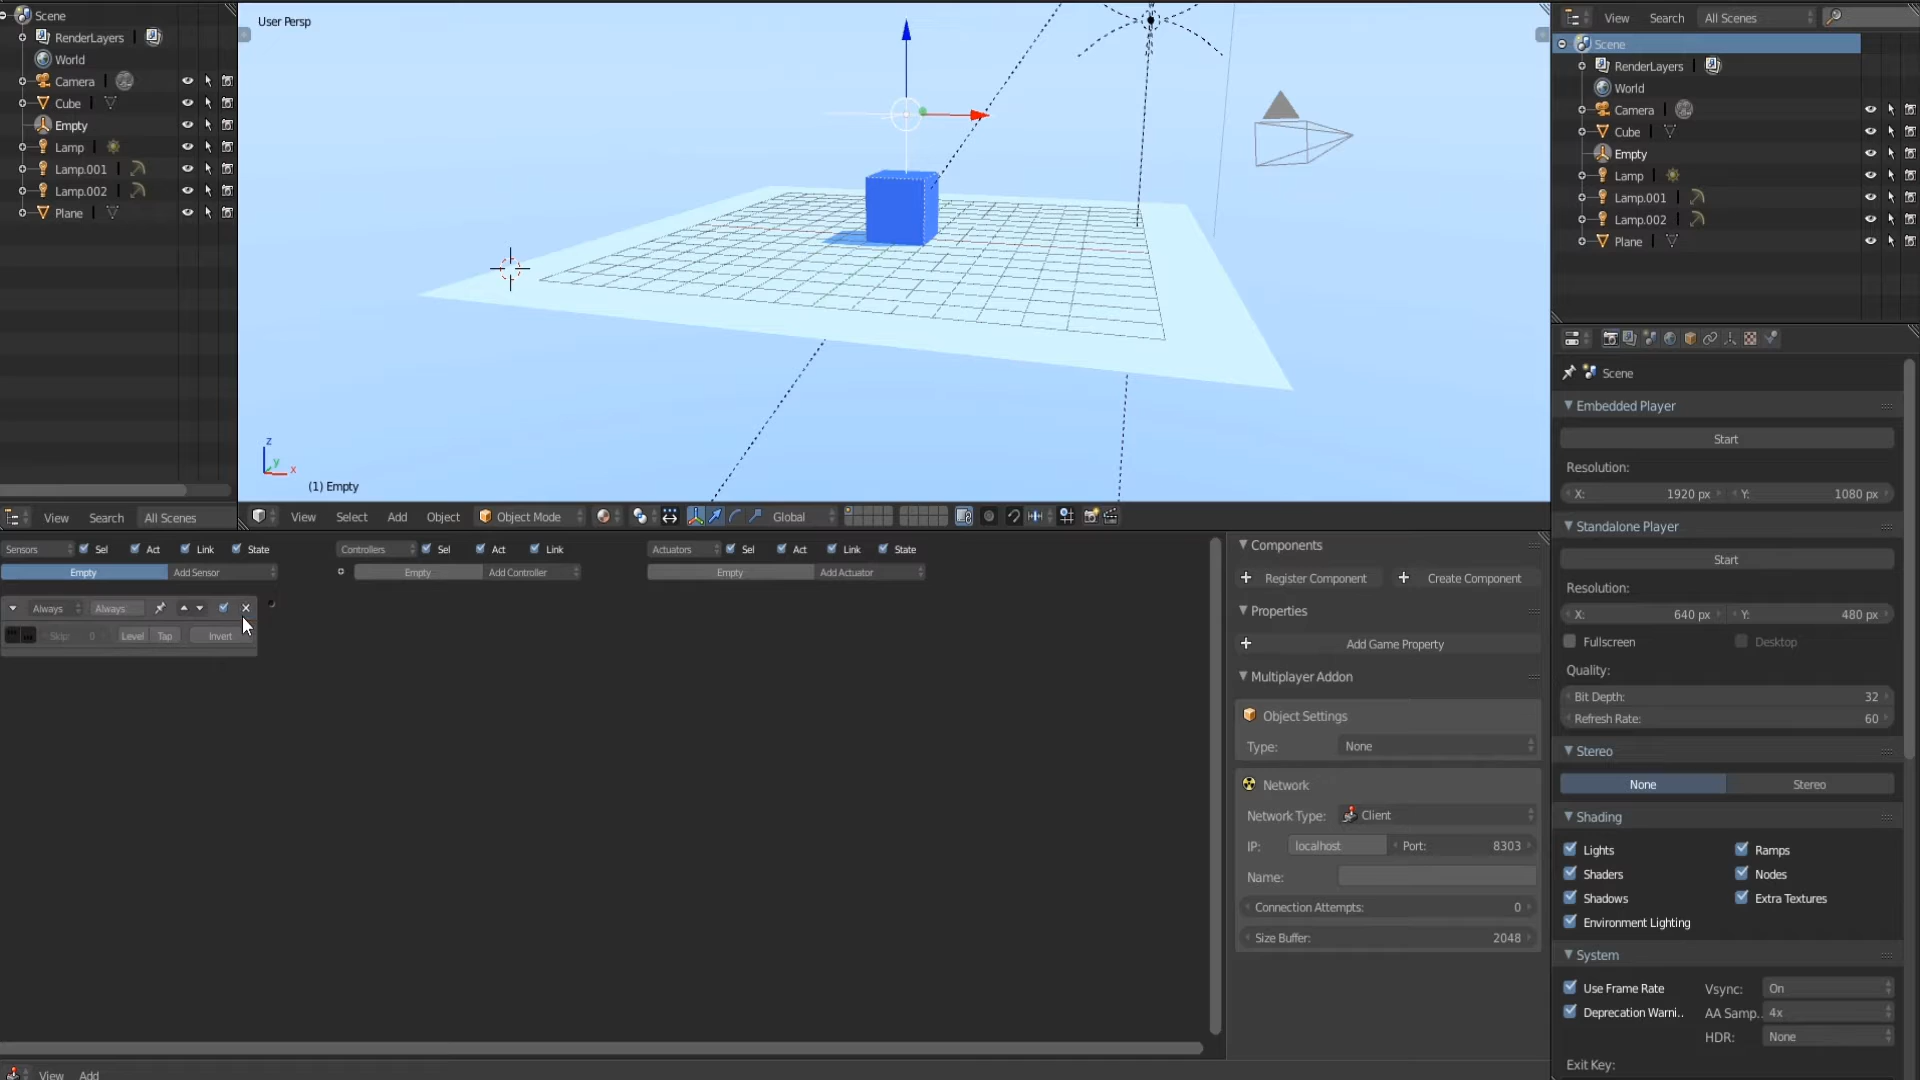 Scene
RenderLayers
World
Camera
Cube
Empty
Lamp
Lamp.001
Lamp.002
Plane
View Search All Scenes
User Persp
z
y
x
(1) Empty
View Select Add Object Object Mode Global
View Search All Scenes
Scene
RenderLayers
World
Camera
Cube
Empty
Lamp
Lamp.001
Lamp.002
Plane
Sensors Sel Act Link State
Empty Add Sensor
Always Always
Skip: 0 Level Tap Invert
Controllers Sel Act Link
Empty Add Controller
Actuators Sel Act Link State
Empty Add Actuator
View Add
Components
Register Component Create Component
Properties
Add Game Property
Multiplayer Addon
Object Settings
Type: None
Network
Network Type: Client
IP: localhost Port: 8303
Name:
Connection Attempts: 0
Size Buffer: 2048
Scene
Embedded Player
Start
Resolution:
X: 1920 px Y: 1080 px
Standalone Player
Start
Resolution:
X: 640 px Y: 480 px
Fullscreen Desktop
Quality:
Bit Depth: 32
Refresh Rate: 60
Stereo
None Stereo
Shading
Lights Ramps
Shaders Nodes
Shadows Extra Textures
Environment Lighting
System
Use Frame Rate Vsync: On
Deprecation Warni.. AA Samp.. 4x
HDR: None
Exit Key: